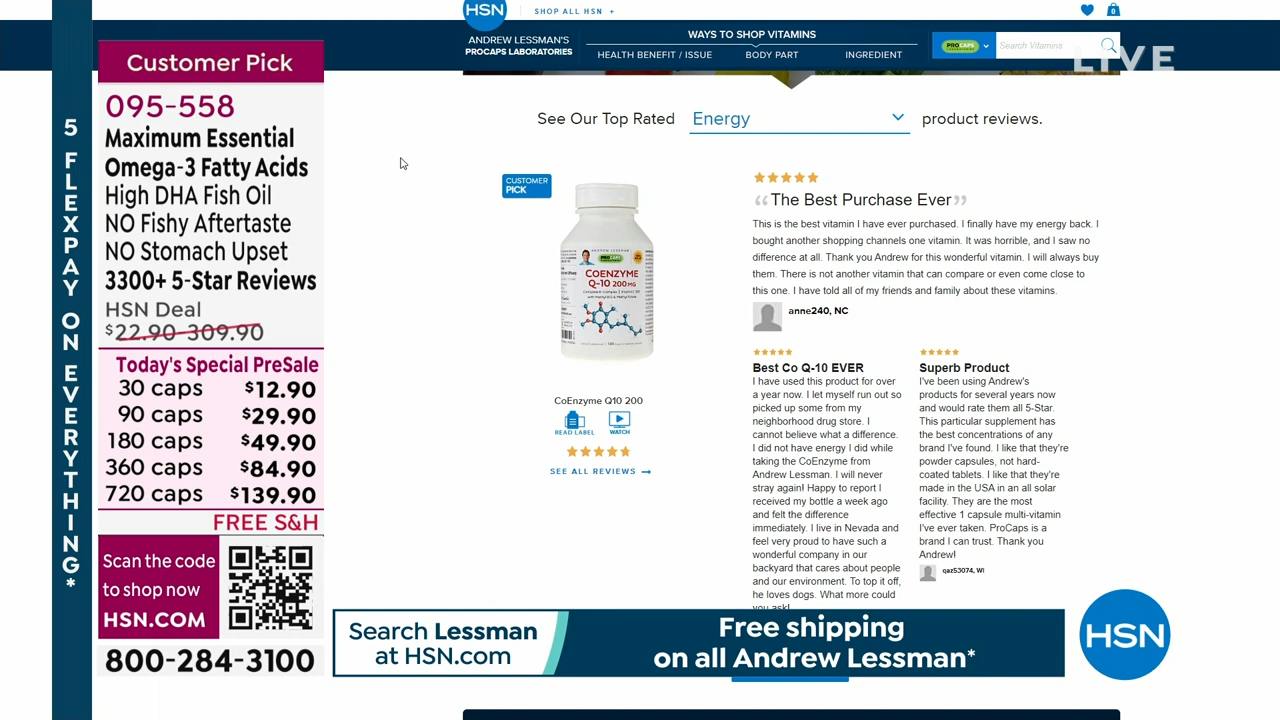 5 FLEXPAY ON EVERYTHING*
Customer Pick
095-558
Maximum Essential
Omega-3 Fatty Acids
High DHA Fish Oil
NO Fishy Aftertaste
NO Stomach Upset
3300+ 5-Star Reviews
HSN Deal
$22.90-309.90
Today's Special PreSale
30 caps $12.90
90 caps $29.90
180 caps $49.90
360 caps $84.90
720 caps $139.90
FREE S&H
Scan the code
to shop now
HSN.COM
800-284-3100
HSN
SHOP ALL HSN +
0
ANDREW LESSMAN'S
PROCAPS LABORATORIES
WAYS TO SHOP VITAMINS
HEALTH BENEFIT / ISSUE BODY PART INGREDIENT
PROCAPS
Search Vitamins
LIVE
See Our Top Rated Energy product reviews.
CUSTOMER
PICK
ANDREW LESSMAN
PROCAPS
COENZYME
Q-10 200 MG
CoEnzyme Q10 200
READ LABEL
WATCH
SEE ALL REVIEWS
“The Best Purchase Ever”
This is the best vitamin I have ever purchased. I finally have my energy back. I
bought another shopping channels one vitamin. It was horrible, and I saw no
difference at all. Thank you Andrew for this wonderful vitamin. I will always buy
them. There is not another vitamin that can compare or even come close to
this one. I have told all of my friends and family about these vitamins.
anne240, NC
Best Co Q-10 EVER
I have used this product for over
a year now. I let myself run out so
picked up some from my
neighborhood drug store. I
cannot believe what a difference.
I did not have energy I did while
taking the CoEnzyme from
Andrew Lessman. I will never
stray again! Happy to report I
received my bottle a week ago
and felt the difference
immediately. I live in Nevada and
feel very proud to have such a
wonderful company in our
backyard that cares about people
and our environment. To top it off,
he loves dogs. What more could
you ask!
Superb Product
I've been using Andrew's
products for several years now
and would rate them all 5-Star.
This particular supplement has
the best concentrations of any
brand I've found. I like that they're
powder capsules, not hard-
coated tablets. I like that they're
made in the USA in an all solar
facility. They are the most
effective 1 capsule multi-vitamin
I've ever taken. ProCaps is a
brand I can trust. Thank you
Andrew!
qaz53074, WI
Search Lessman
at HSN.com
Free shipping
on all Andrew Lessman*
HSN